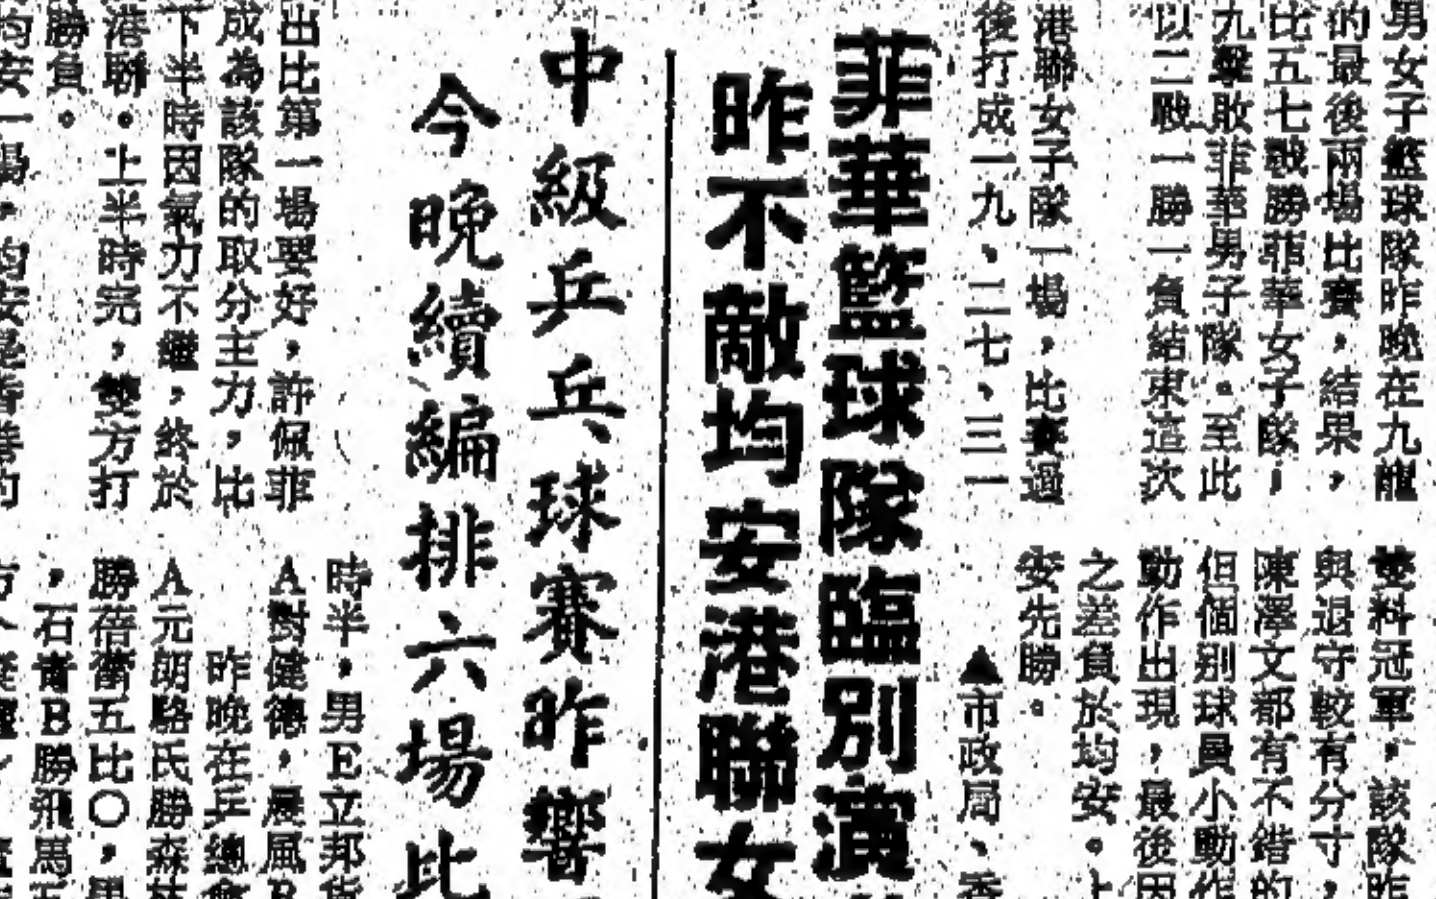 男女子籃球隊昨晚在九龍
的最後兩場比賽，結果，
比五七戰勝菲華女子隊；
九擊敗菲華男子隊。至此
以二戰一勝一負結束這次
港聯女子隊一場，比賽過
後打成一九、二七、三一
雙料冠軍，該隊昨
與退守較有分寸，
陳澤文都有不錯的
但個別球員小動作
動作出現，最後因
之差負於均安。上
安先勝。
▲市政局、香
菲華籃球隊臨別演
昨不敵均安港聯女
中級乒乓球賽昨響
今晚續編排六場比
出比第一場要好，許佩菲
成為該隊的取分主力，比
下半時因氣力不繼，終於
港聯。上半時完，雙方打
勝負。
時半，男E立邦
A對健德，晨風
昨晚在乒總會
A元朗駱氏勝森
勝蓓蕾五比〇，男
，石青B勝飛馬五